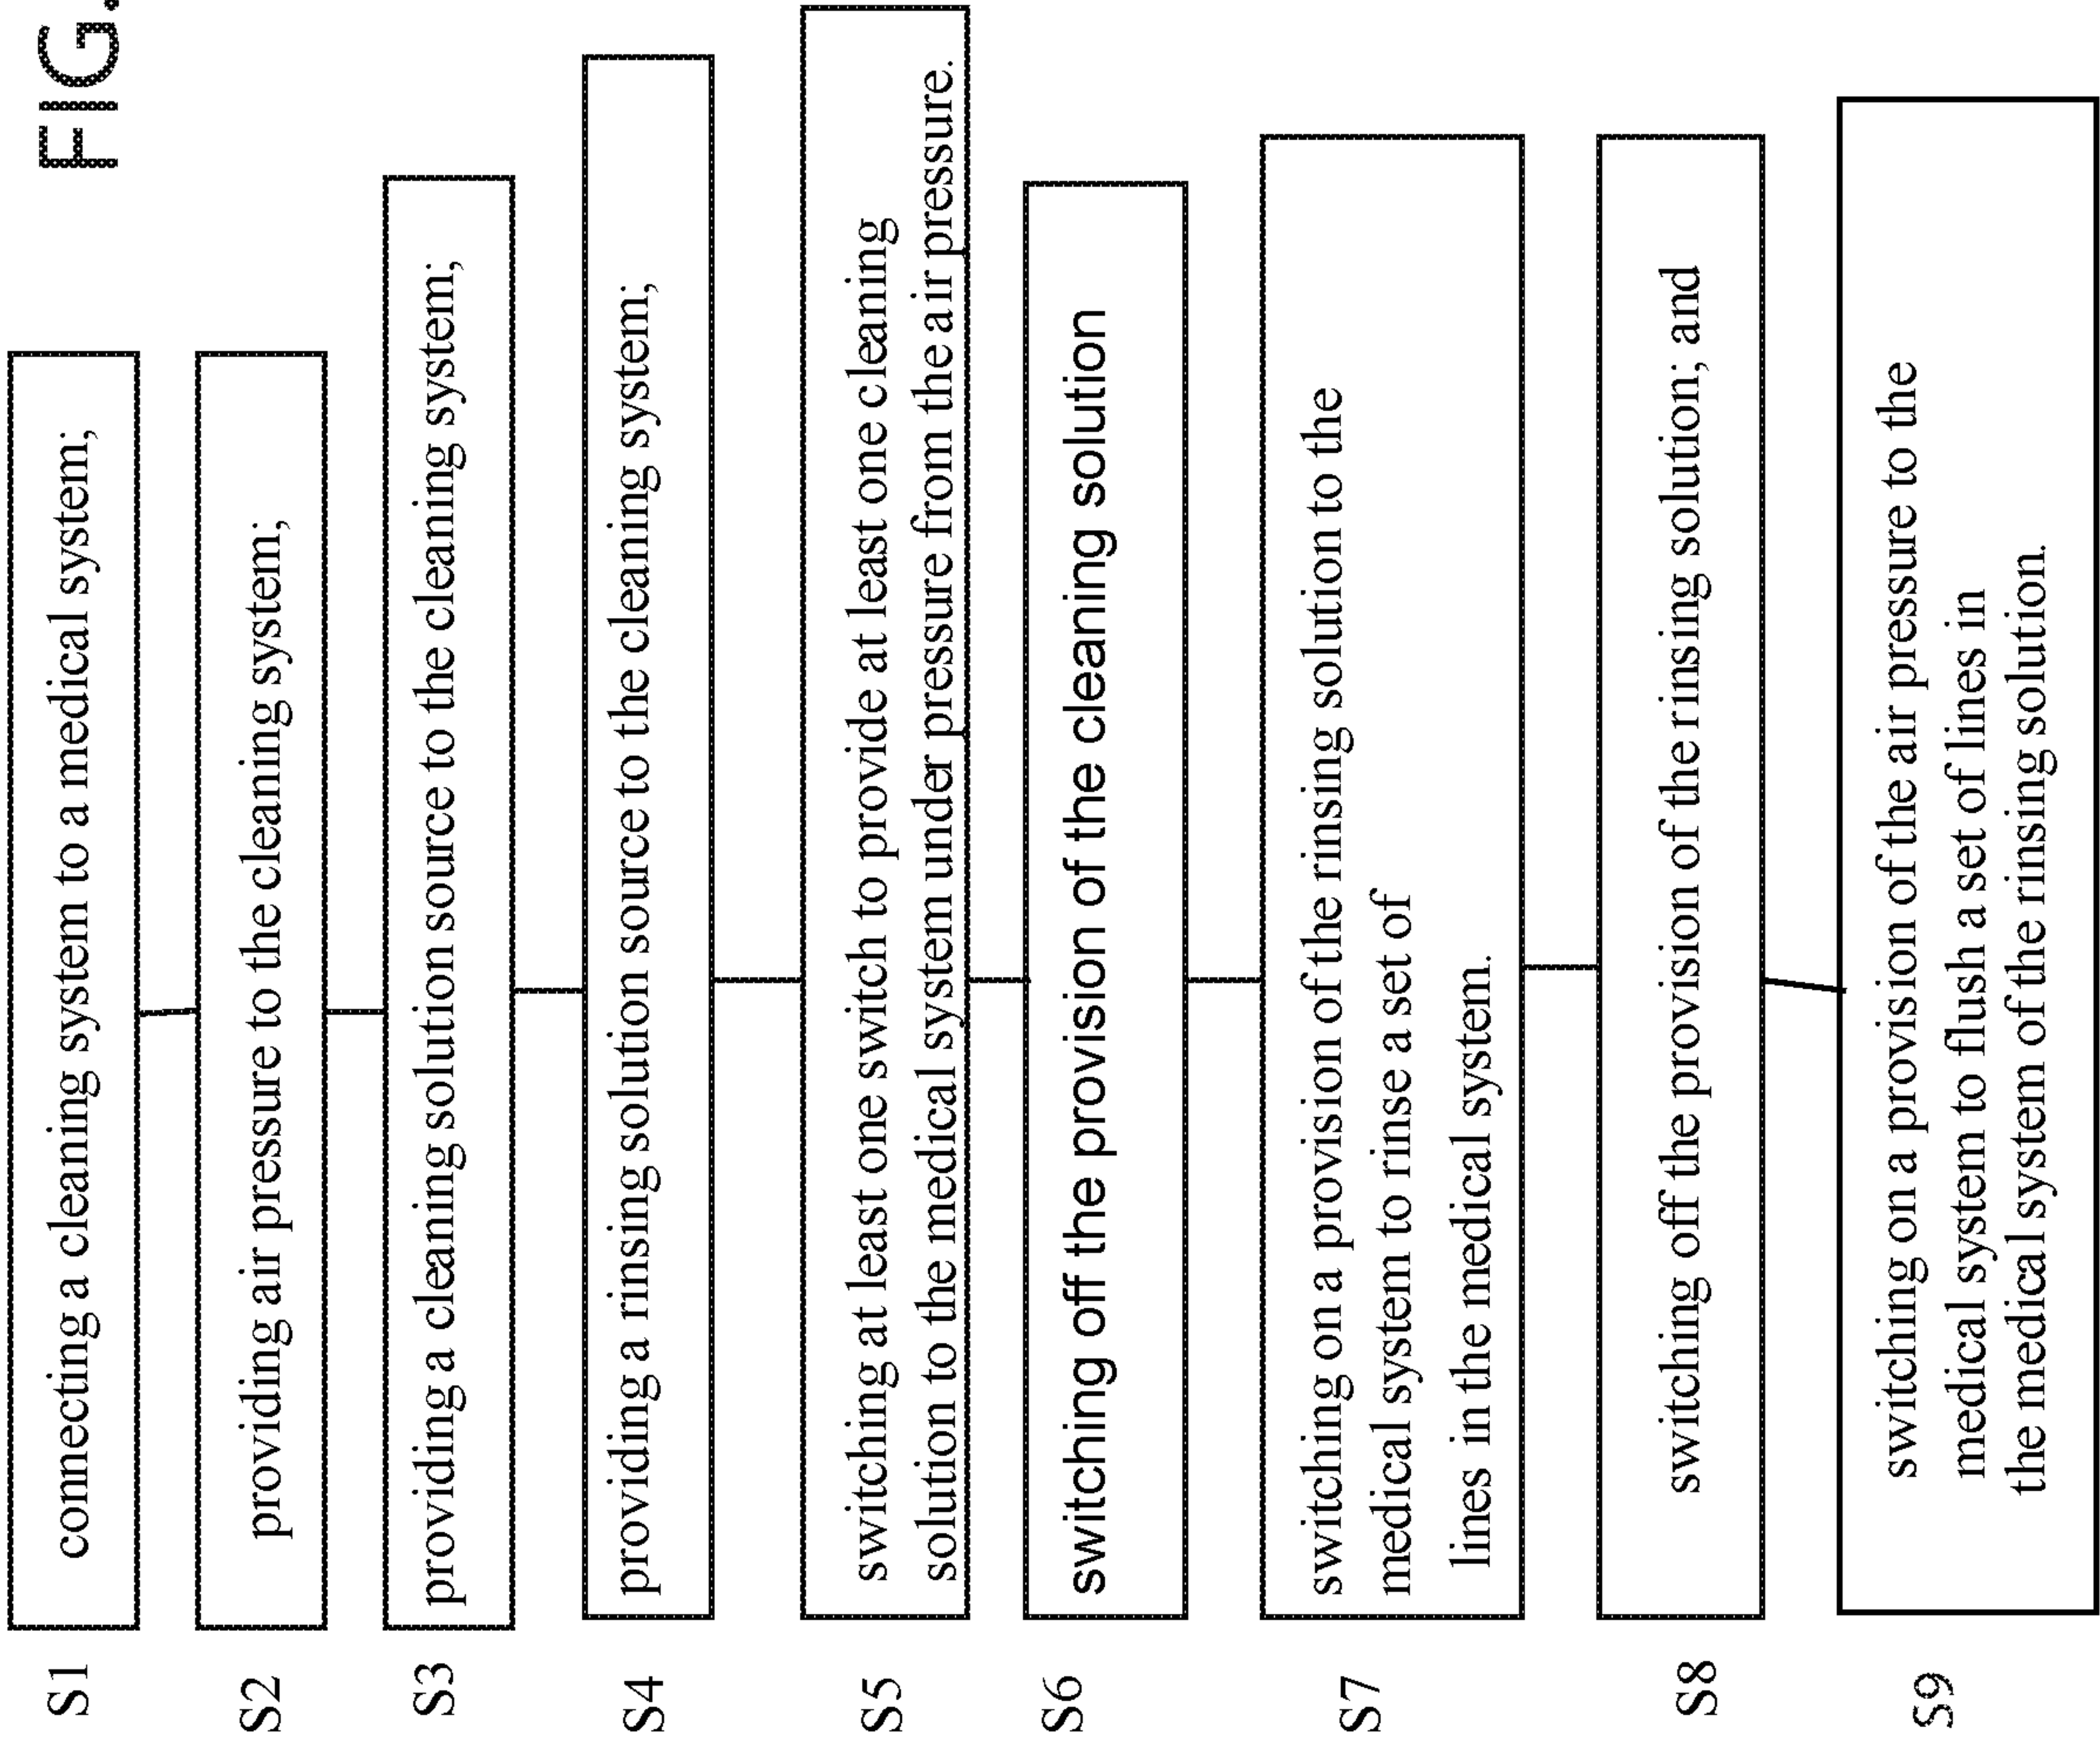 FIG.
S1
connecting a cleaning system to a medical system;
S2
providing air pressure to the cleaning system;
S3
providing a cleaning solution source to the cleaning system;
S4
providing a rinsing solution source to the cleaning system;
S5
switching at least one switch to provide at least one cleaning
solution to the medical system under pressure from the air pressure.
S6
switching off the provision of the cleaning solution
S7
switching on a provision of the rinsing solution to the
medical system to rinse a set of
lines in the medical system.
S8
switching off the provision of the rinsing solution; and
S9
switching on a provision of the air pressure to the
medical system to flush a set of lines in
the medical system of the rinsing solution.